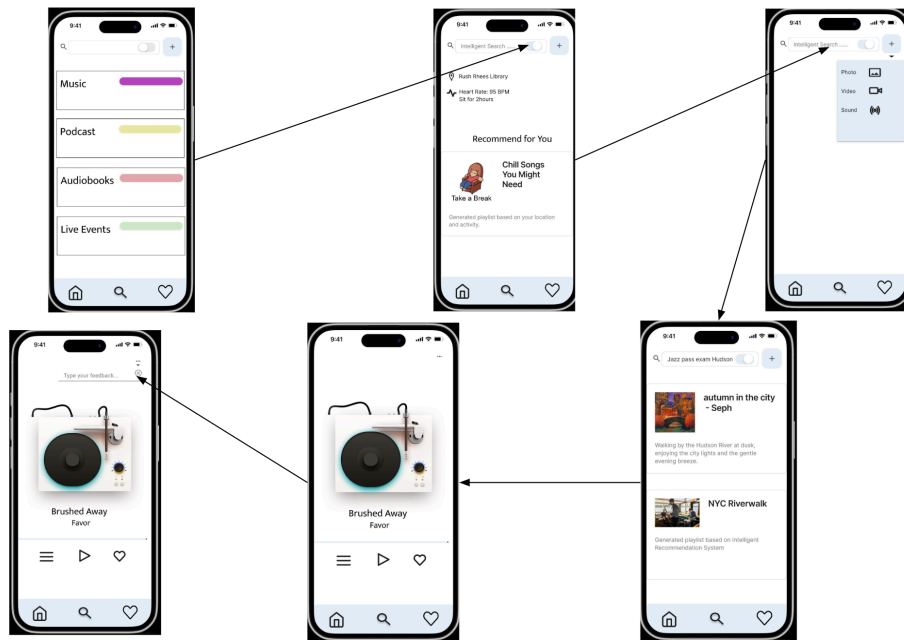 9:41
Music
Podcast
Audiobooks
Live Events
9:41
Intelligent Search ......
Rush Rhees Library
Heart Rate: 95 BPM
Sit for 2hours
Recommend for You
Chill Songs
You Might
Need
Take a Break
Generated playlist based on your location
and activity.
9:41
Intelligent Search ......
Photo
Video
Sound
9:41
Type your feedback...
Brushed Away
Favor
9:41
Brushed Away
Favor
9:41
Jazz pass exam Hudson
autumn in the city
- Seph
Walking by the Hudson River at dusk,
enjoying the city lights and the gentle
evening breeze.
NYC Riverwalk
Generated playlist based on Intelligent
Recommendation System